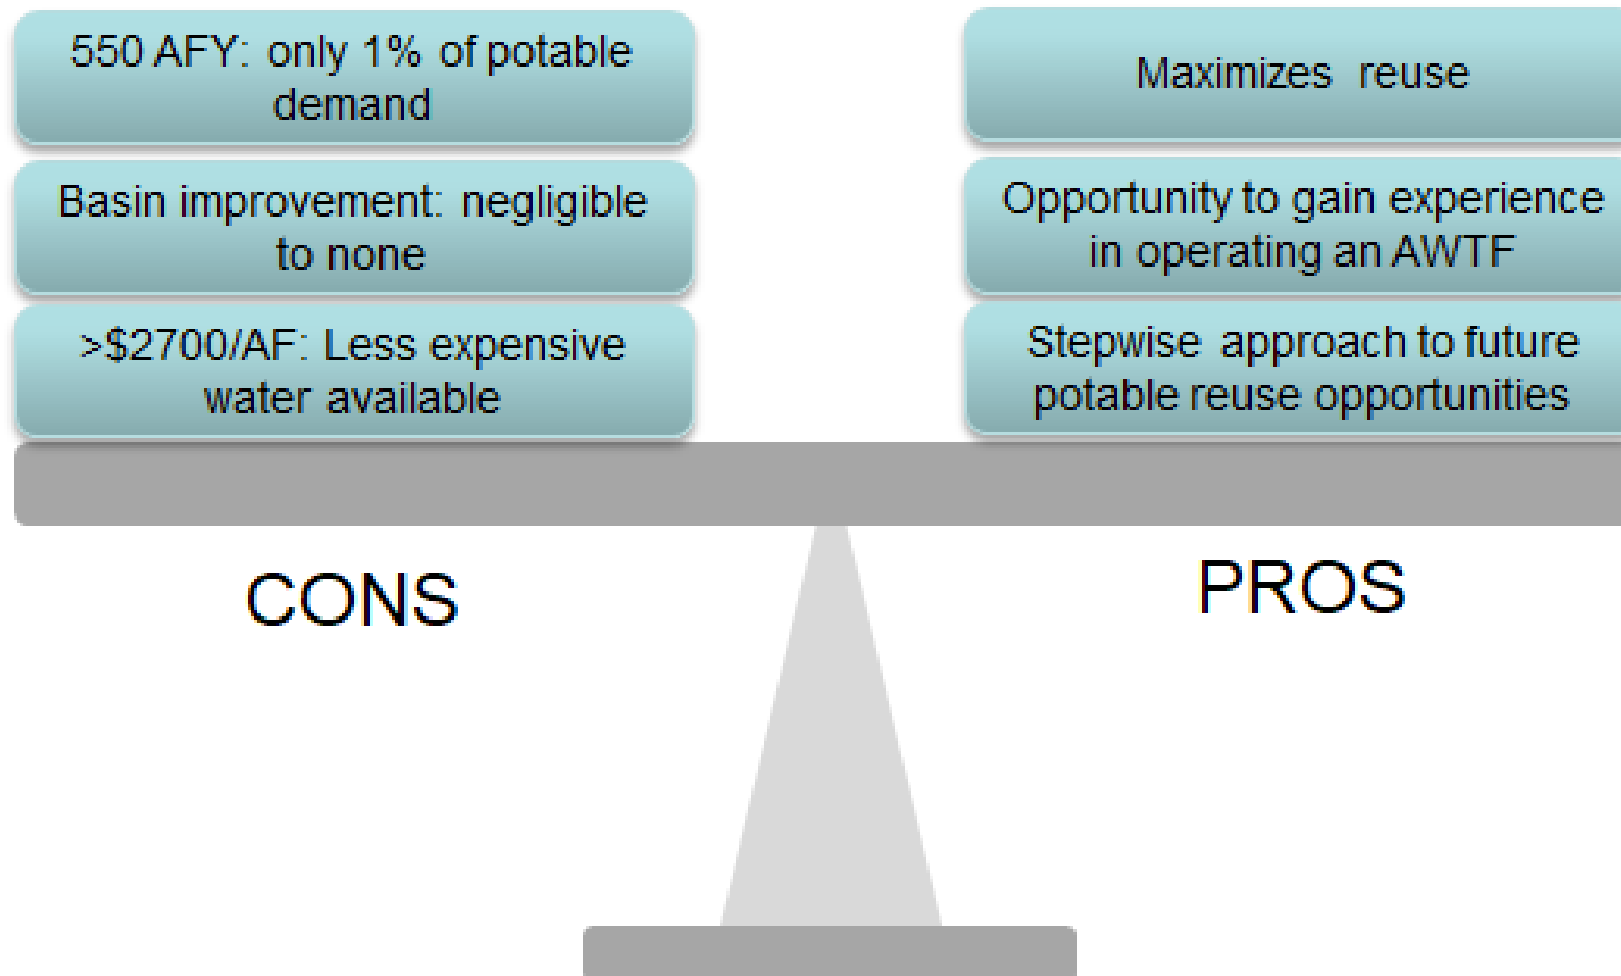 550 AFY: only 1% of potable
demand
Basin improvement: negligible
to none
>$2700/AF: Less expensive
water available
CONS
Maximizes reuse
Opportunity to gain experience
in operating an AWTF
Stepwise approach to future
potable reuse opportunities
PROS